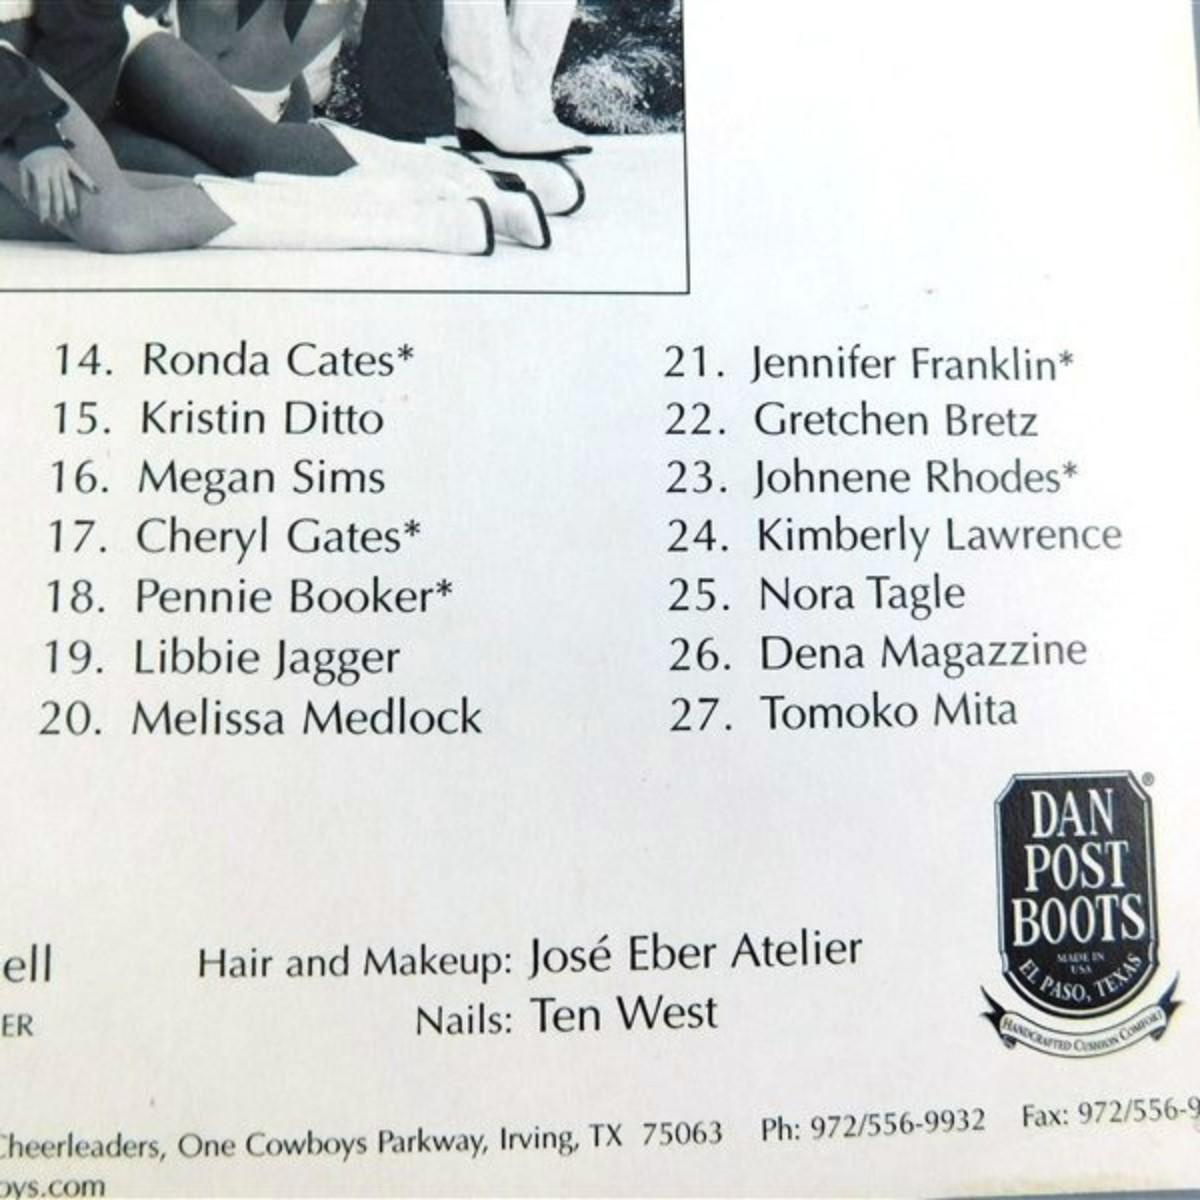 14. Ronda Cates*
15. Kristin Ditto
16. Megan Sims
17. Cheryl Gates*
18. Pennie Booker*
19. Libbie Jagger
20. Melissa Medlock
21. Jennifer Franklin*
22. Gretchen Bretz
23. Johnene Rhodes*
24. Kimberly Lawrence
25. Nora Tagle
26. Dena Magazzine
27. Tomoko Mita
ell
ER
Hair and Makeup: José Eber Atelier
Nails: Ten West
DAN
POST
BOOTS
®
MADE IN
USA
EL PASO, TEXAS
HANDCRAFTED CUSHION COMFORT
Cheerleaders, One Cowboys Parkway, Irving, TX 75063 Ph: 972/556-9932 Fax: 972/556-9
oys.com